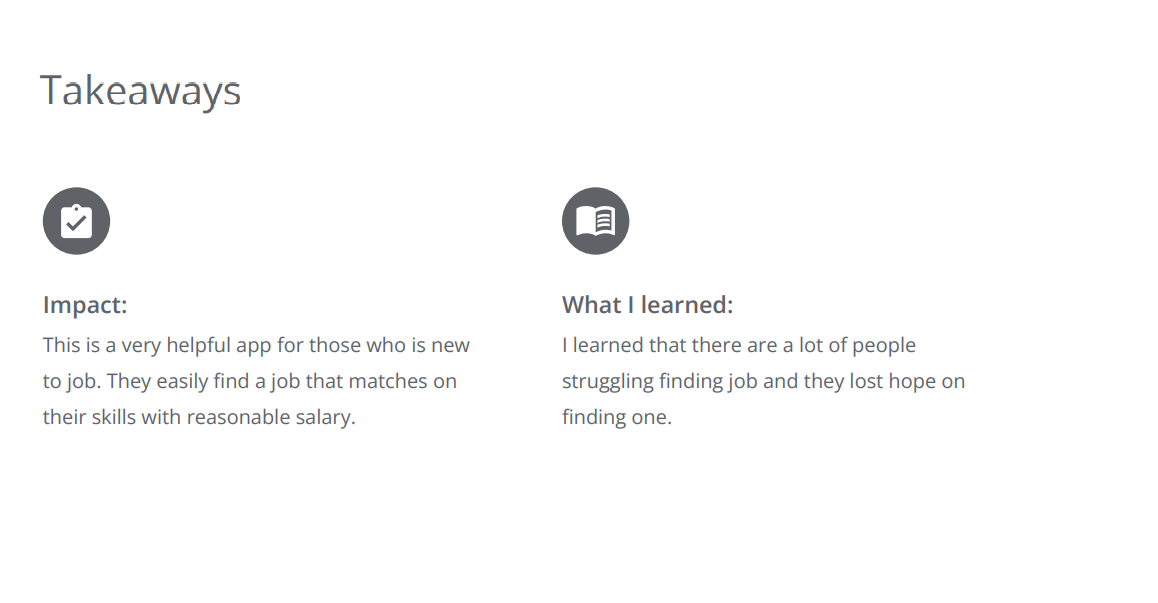 Takeaways
Impact:
This is a very helpful app for those who is new
to job. They easily find a job that matches on
their skills with reasonable salary.
What I learned:
I learned that there are a lot of people
struggling finding job and they lost hope on
finding one.